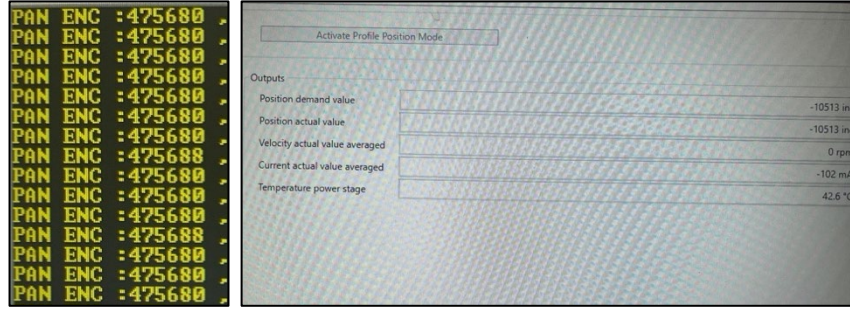 PAN ENC :475680 ,
PAN ENC :475680 ,
PAN ENC :475680 ,
PAN ENC :475680 ,
PAN ENC :475680 ,
PAN ENC :475680 ,
PAN ENC :475680 ,
PAN ENC :475688 ,
PAN ENC :475680 ,
PAN ENC :475680 ,
PAN ENC :475680 ,
PAN ENC :475688 ,
PAN ENC :475680 ,
PAN ENC :475680 ,
PAN ENC :475680 ,
Activate Profile Position Mode
Outputs
Position demand value -10513 in
Position actual value -10513 in
Velocity actual value averaged 0 rpm
Current actual value averaged -102 mA
Temperature power stage 42.6 °C